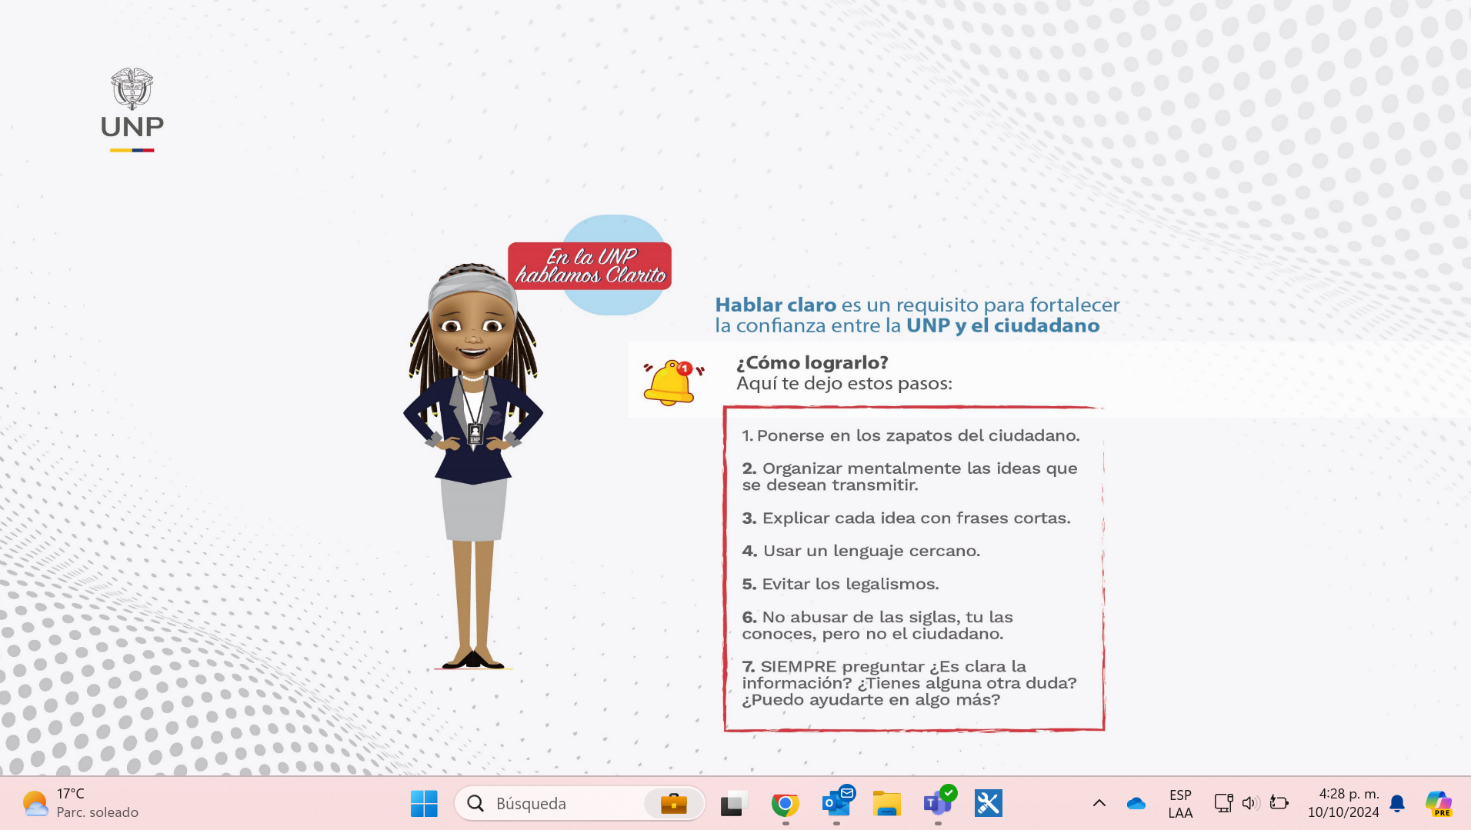 UNP
En la UNP
hablamos Clarito
Hablar claro es un requisito para fortalecer
la confianza entre la UNP y el ciudadano
1
¿Cómo lograrlo?
Aquí te dejo estos pasos:
UNP
1. Ponerse en los zapatos del ciudadano.
2. Organizar mentalmente las ideas que
se desean transmitir.
3. Explicar cada idea con frases cortas.
4. Usar un lenguaje cercano.
5. Evitar los legalismos.
6. No abusar de las siglas, tu las
conoces, pero no el ciudadano.
7. SIEMPRE preguntar ¿Es clara la
información? ¿Tienes alguna otra duda?
¿Puedo ayudarte en algo más?
17°C
Parc. soleado
Búsqueda
ESP
LAA
4:28 p. m.
10/10/2024
PRE